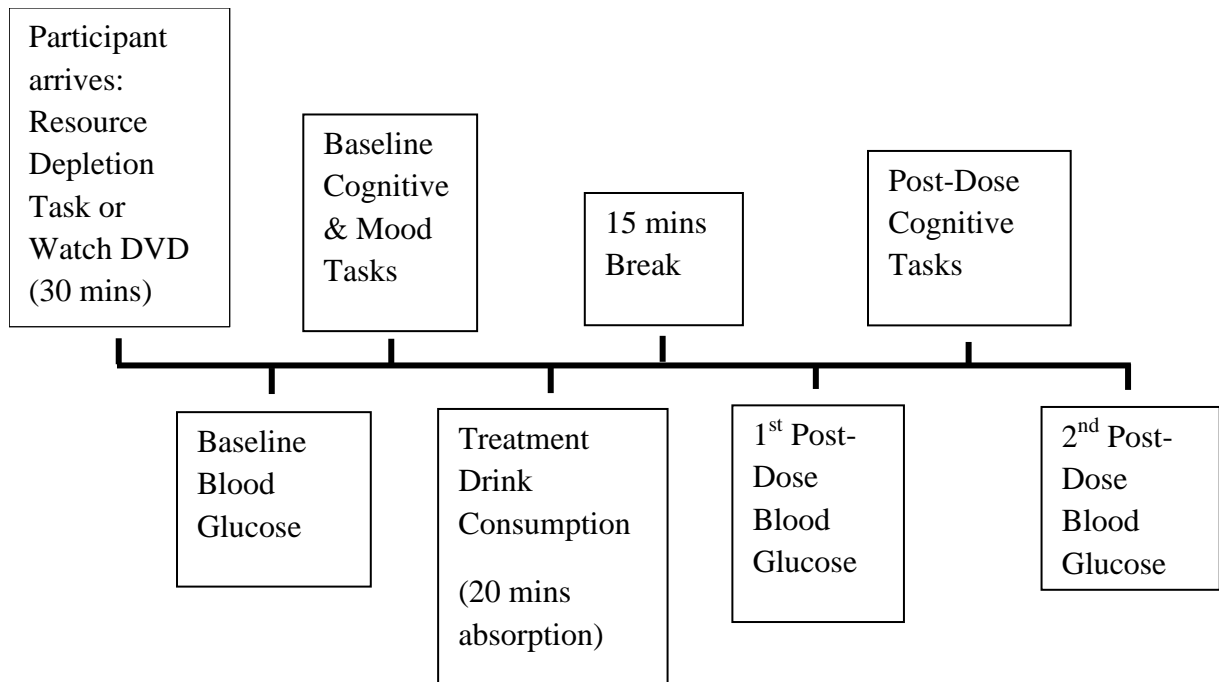 Participant
arrives:
Resource
Depletion
Task or
Watch DVD
(30 mins)
Baseline
Blood
Glucose
Baseline
Cognitive
& Mood
Tasks
Treatment
Drink
Consumption
(20 mins
absorption)
15 mins
Break
1st Post-
Dose
Blood
Glucose
Post-Dose
Cognitive
Tasks
2nd Post-
Dose
Blood
Glucose